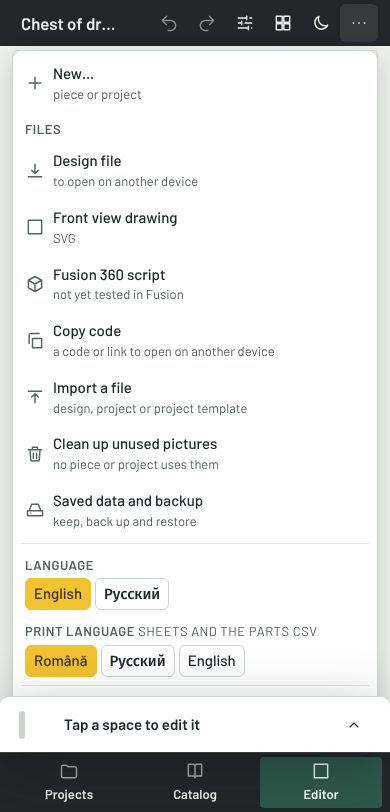 Chest of dr...
New...
piece or project
FILES
Design file
to open on another device
Front view drawing
SVG
Fusion 360 script
not yet tested in Fusion
Copy code
a code or link to open on another device
Import a file
design, project or project template
Clean up unused pictures
no piece or project uses them
Saved data and backup
keep, back up and restore
LANGUAGE
English Русский
PRINT LANGUAGE SHEETS AND THE PARTS CSV
Română Русский English
Tap a space to edit it
Projects Catalog Editor